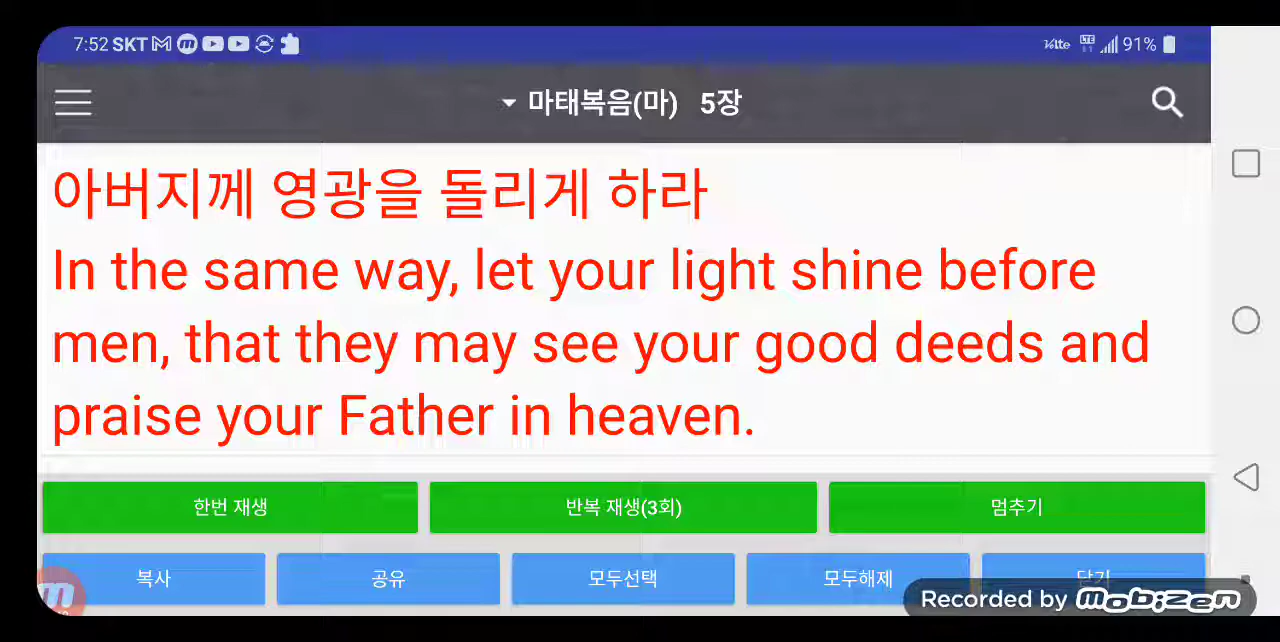 7:52 SKT
LTE 91%
마태복음(마) 5장
아버지께 영광을 돌리게 하라
In the same way, let your light shine before
men, that they may see your good deeds and
praise your Father in heaven.
한번 재생 반복 재생(3회) 멈추기
복사 공유 모두선택 모두해제 닫기
Recorded by mobizen